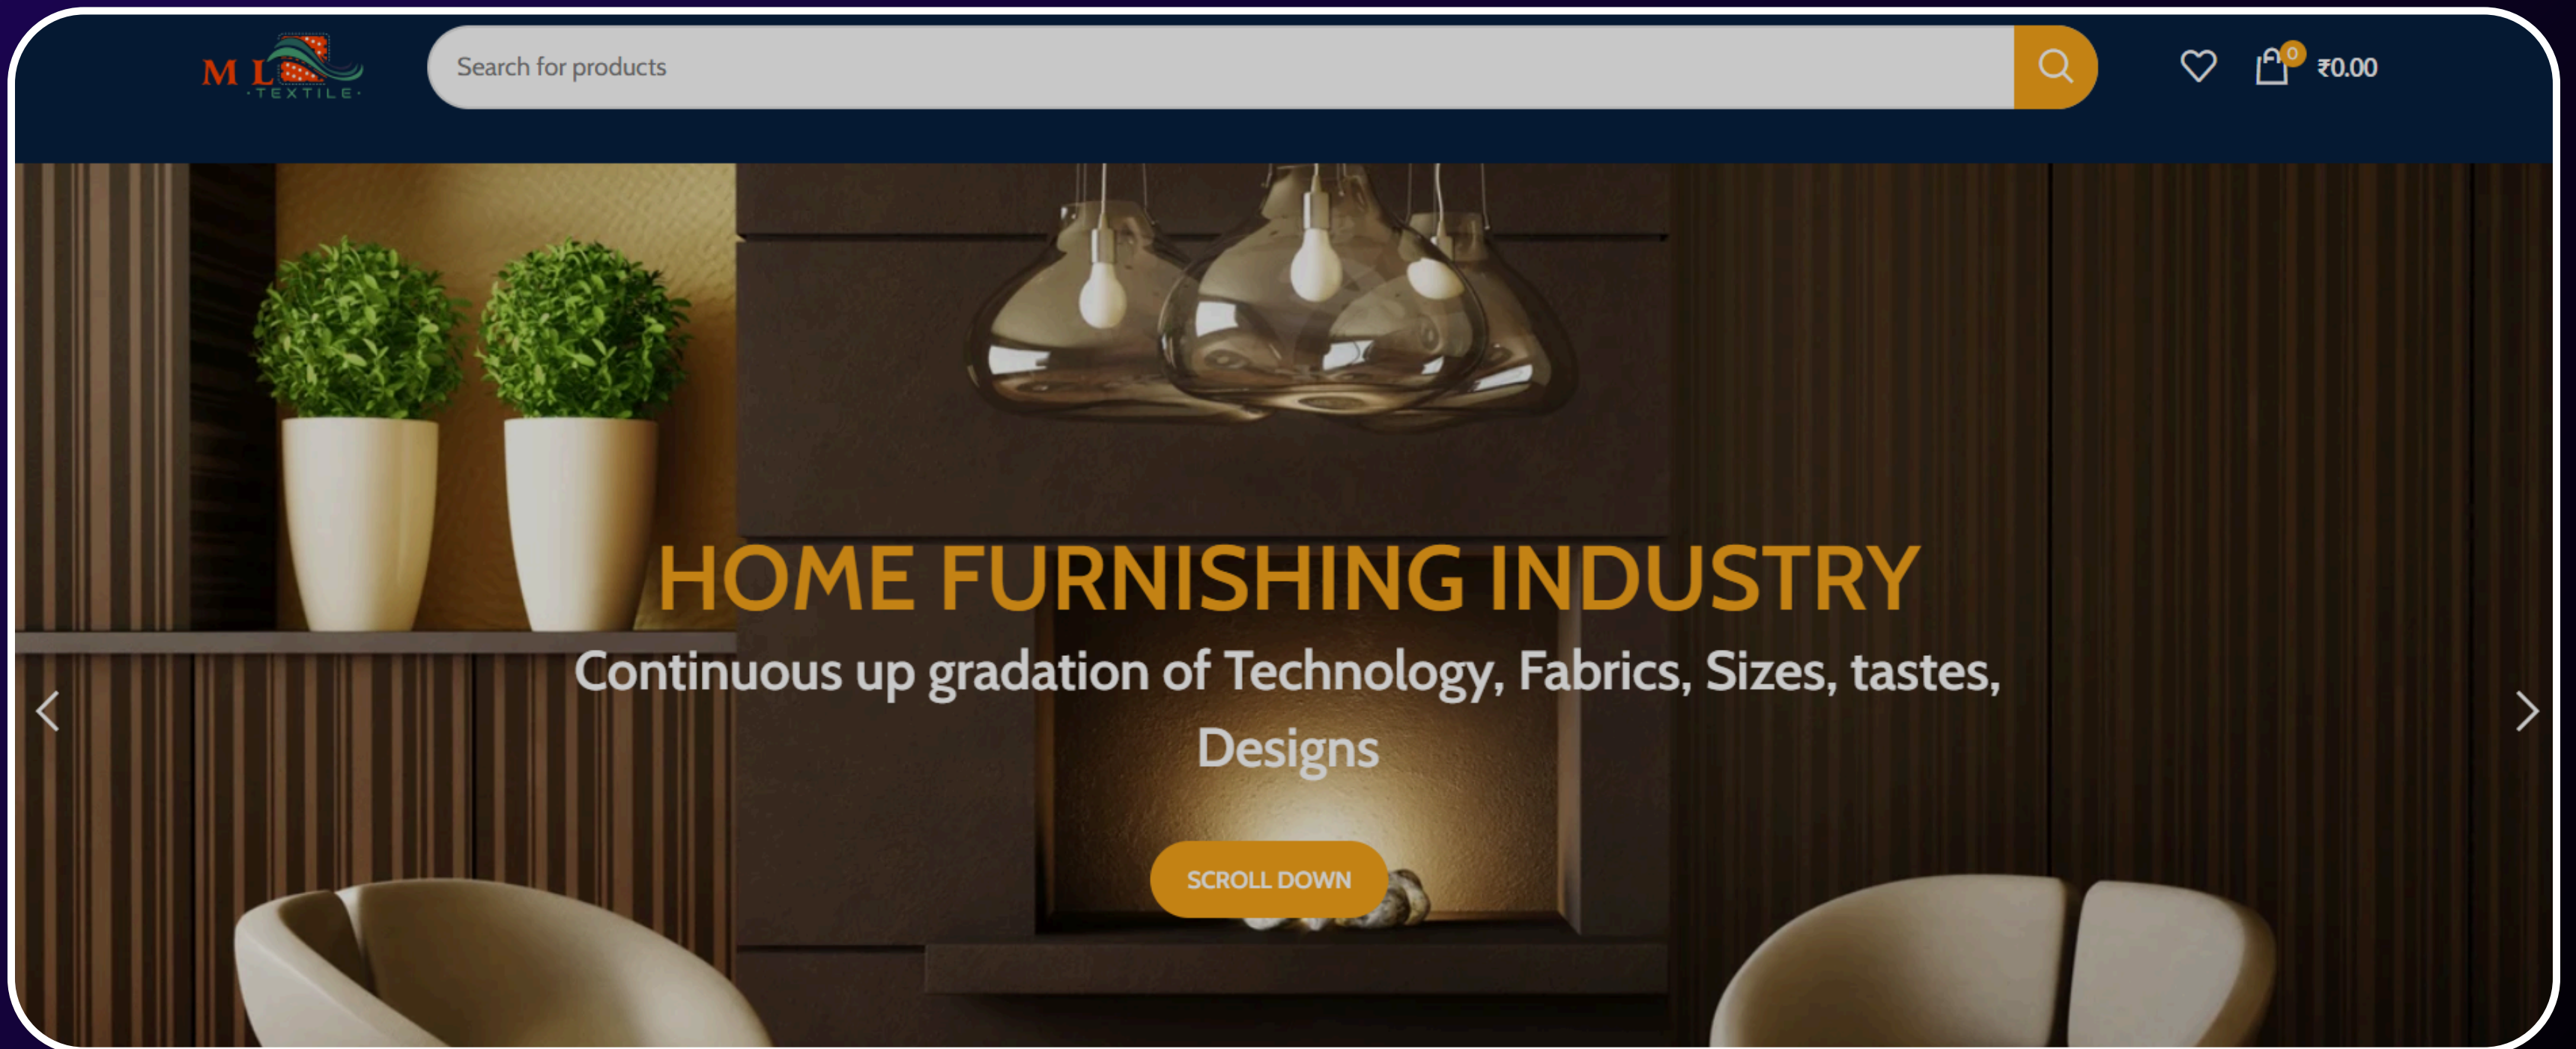 M L
· TEXTILE ·
Search for products
0
₹0.00
HOME FURNISHING INDUSTRY
Continuous up gradation of Technology, Fabrics, Sizes, tastes,
Designs
SCROLL DOWN